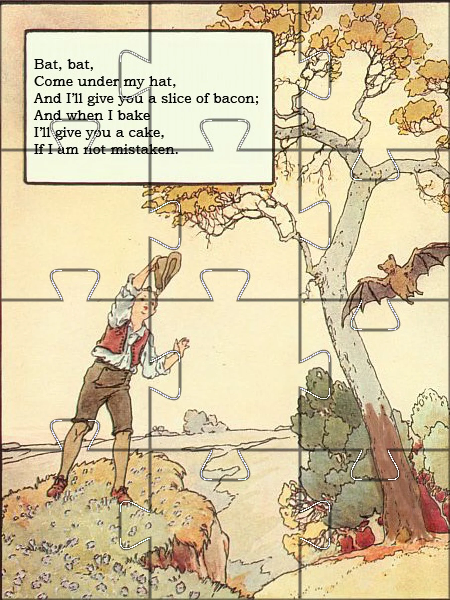 Bat, bat,
Come under my hat,
And I'll give you a slice of bacon;
And when I bake
I'll give you a cake,
If I am not mistaken.